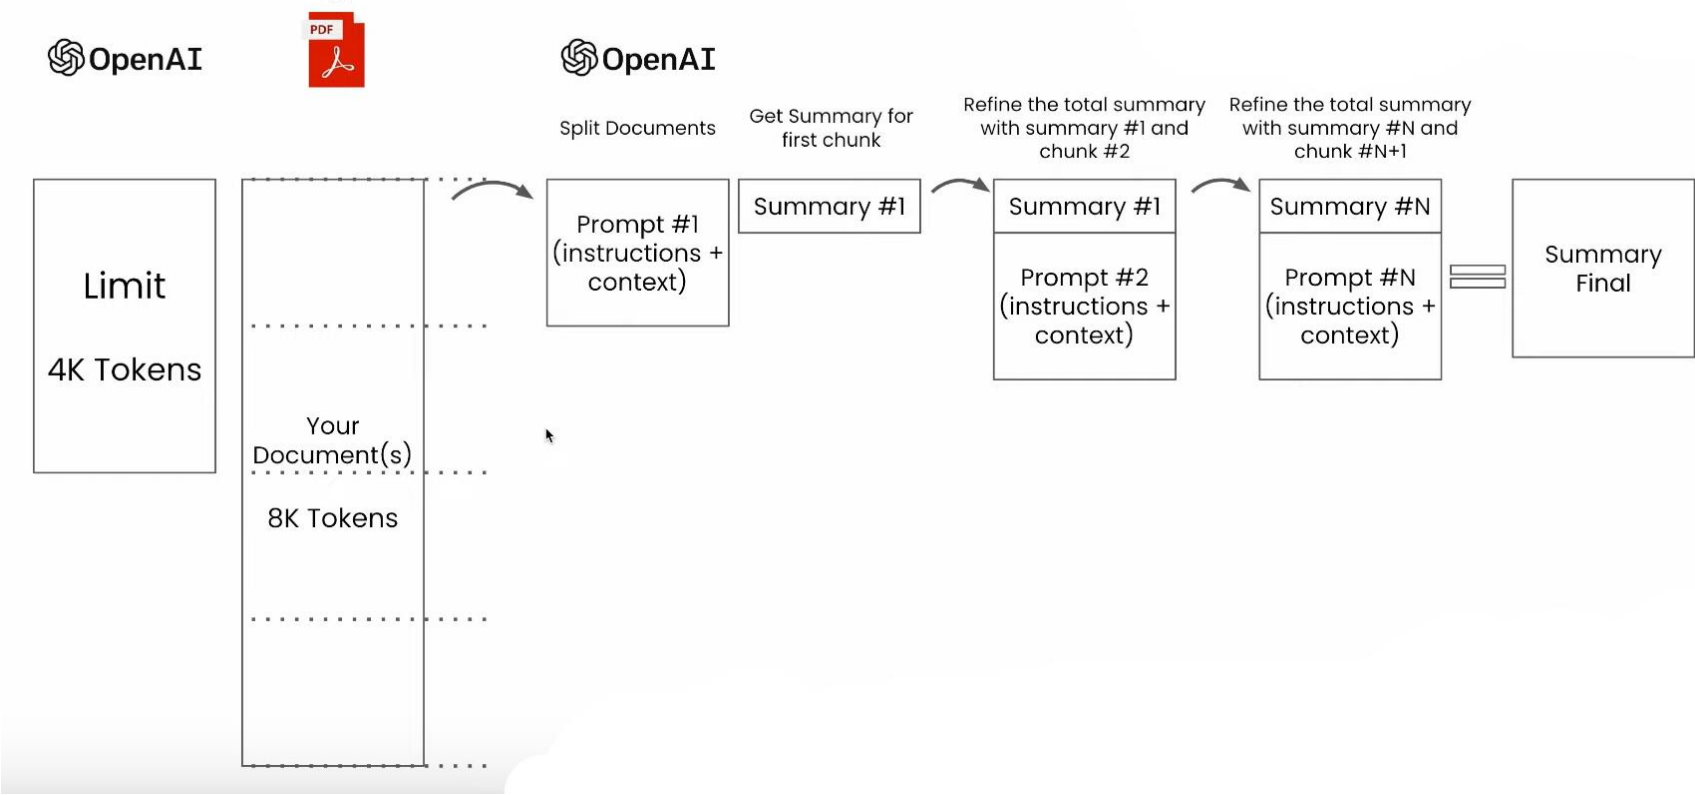 OpenAI
PDF
OpenAI
Split Documents
Get Summary for
first chunk
Refine the total summary
with summary #1 and
chunk #2
Refine the total summary
with summary #N and
chunk #N+1
Limit
4K Tokens
Your
Document(s)
8K Tokens
Prompt #1
(instructions +
context)
Summary #1
Summary #1
Prompt #2
(instructions +
context)
Summary #N
Prompt #N
(instructions +
context)
Summary
Final